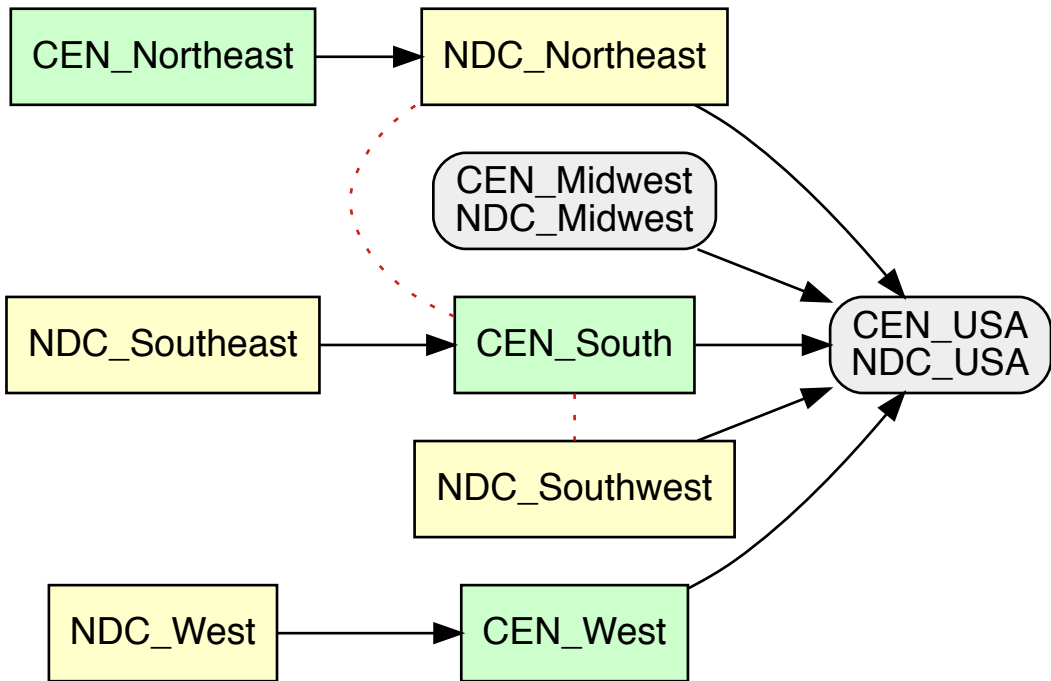 CEN_Northeast
NDC_Northeast
CEN_Midwest
NDC_Midwest
NDC_Southeast
CEN_South
CEN_USA
NDC_USA
NDC_Southwest
NDC_West
CEN_West